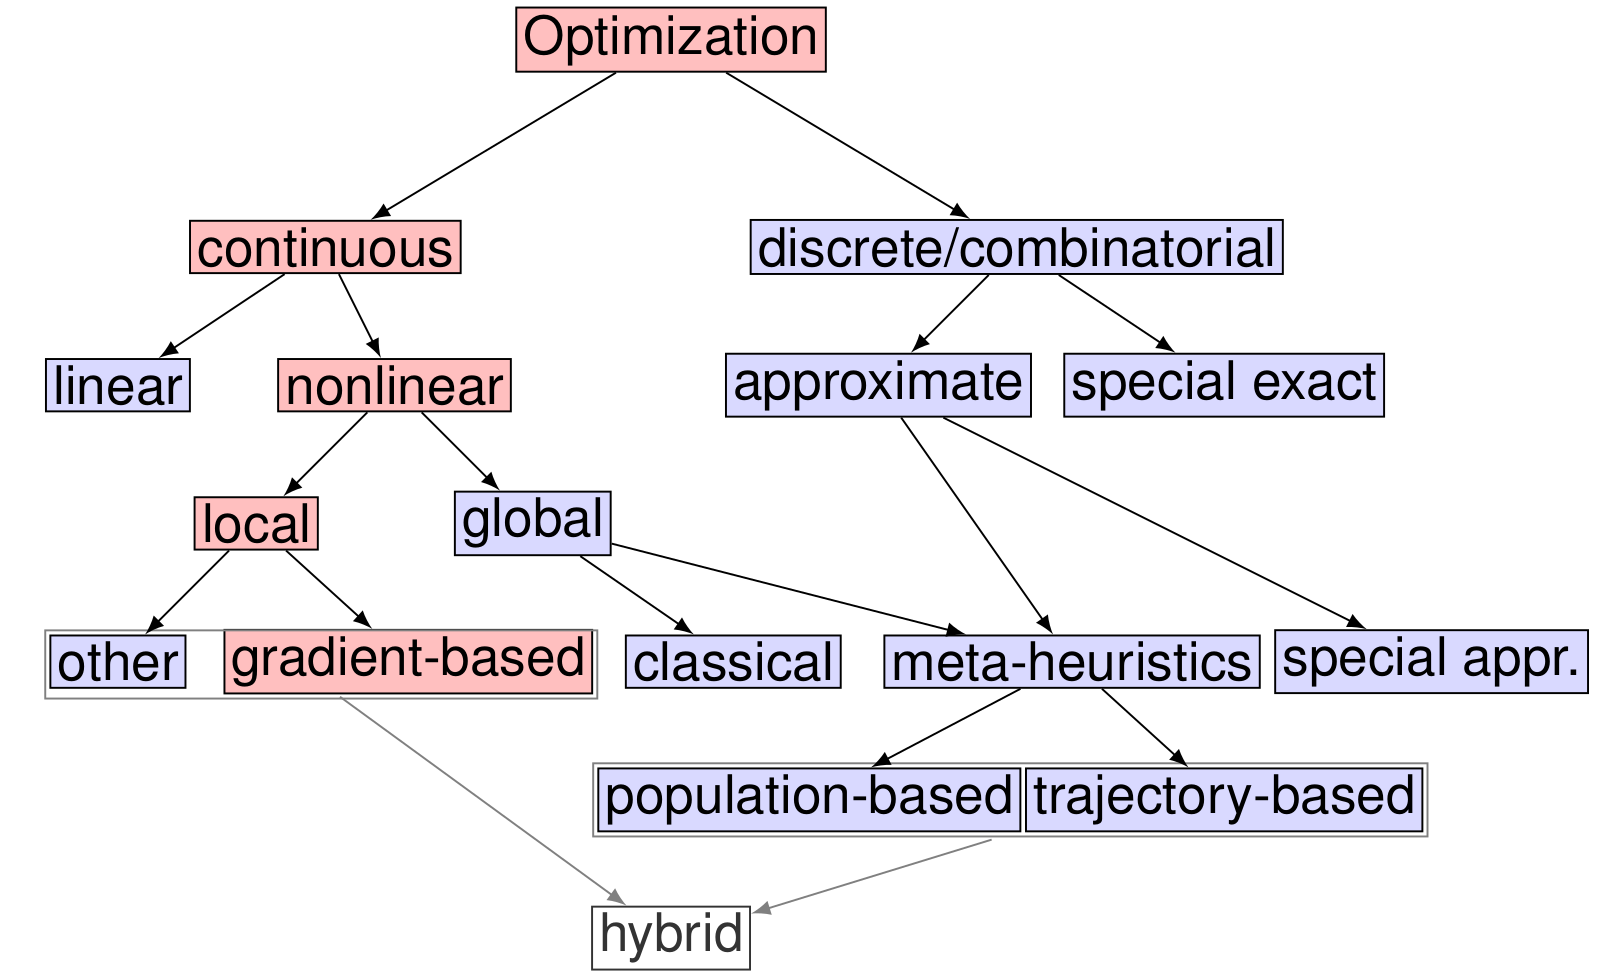 Optimization
continuous
discrete/combinatorial
linear
nonlinear
approximate
special exact
local
global
other
gradient-based
classical
meta-heuristics
special appr.
population-based
trajectory-based
hybrid